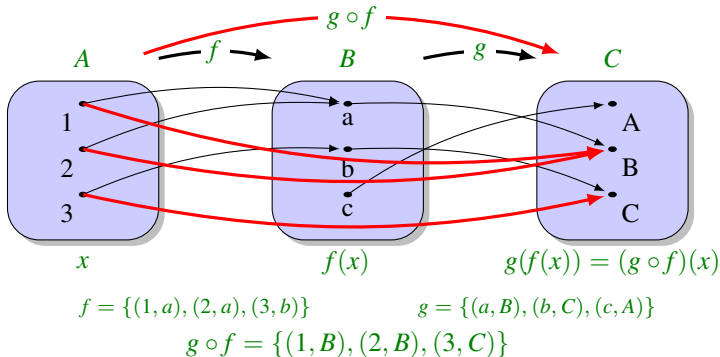 g ∘ f
A f B g C
1 a A
2 b B
3 c C
x f(x) g(f(x)) = (g ∘ f)(x)
f = {(1, a), (2, a), (3, b)} g = {(a, B), (b, C), (c, A)}
g ∘ f = {(1, B), (2, B), (3, C)}